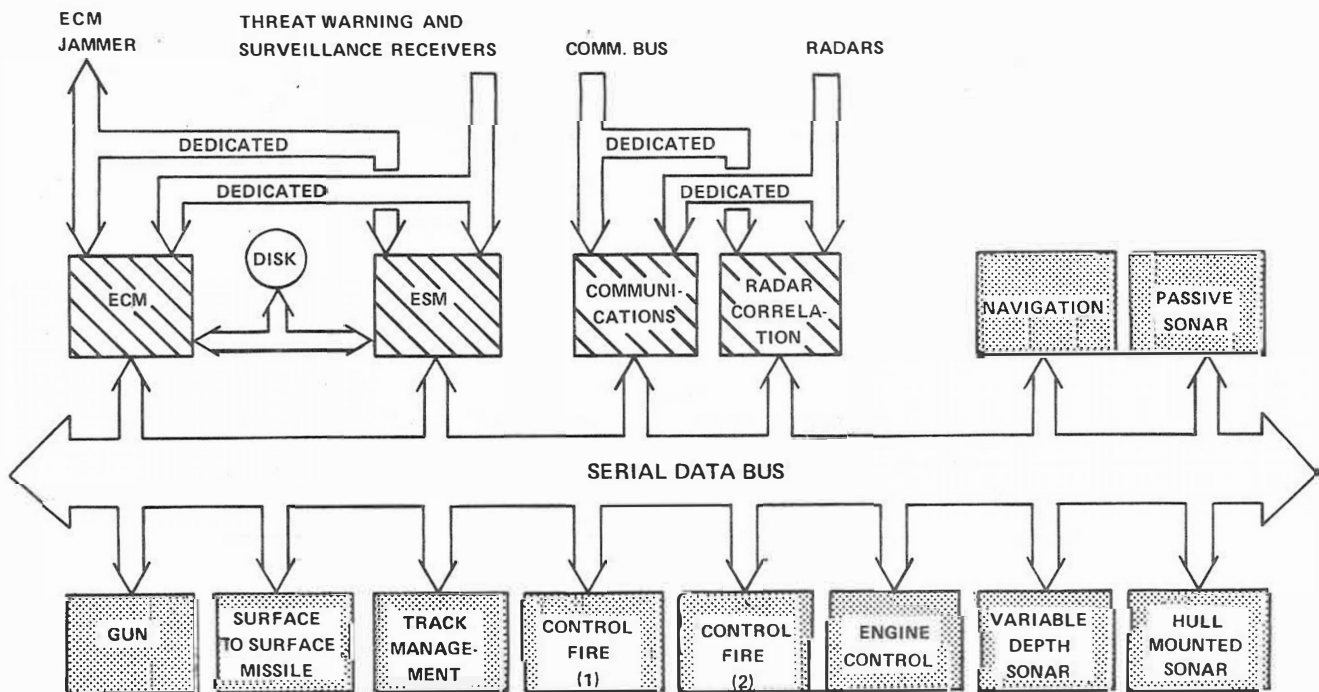 ECM
JAMMER
THREAT WARNING AND
SURVEILLANCE RECEIVERS
COMM. BUS
RADARS
DEDICATED
DEDICATED
DEDICATED
DEDICATED
DISK
ECM
ESM
COMMUNI-
CATIONS
RADAR
CORRELA-
TION
NAVIGATION
PASSIVE
SONAR
SERIAL DATA BUS
GUN
SURFACE
TO SURFACE
MISSILE
TRACK
MANAGE-
MENT
CONTROL
FIRE
(1)
CONTROL
FIRE
(2)
ENGINE
CONTROL
VARIABLE
DEPTH
SONAR
HULL
MOUNTED
SONAR